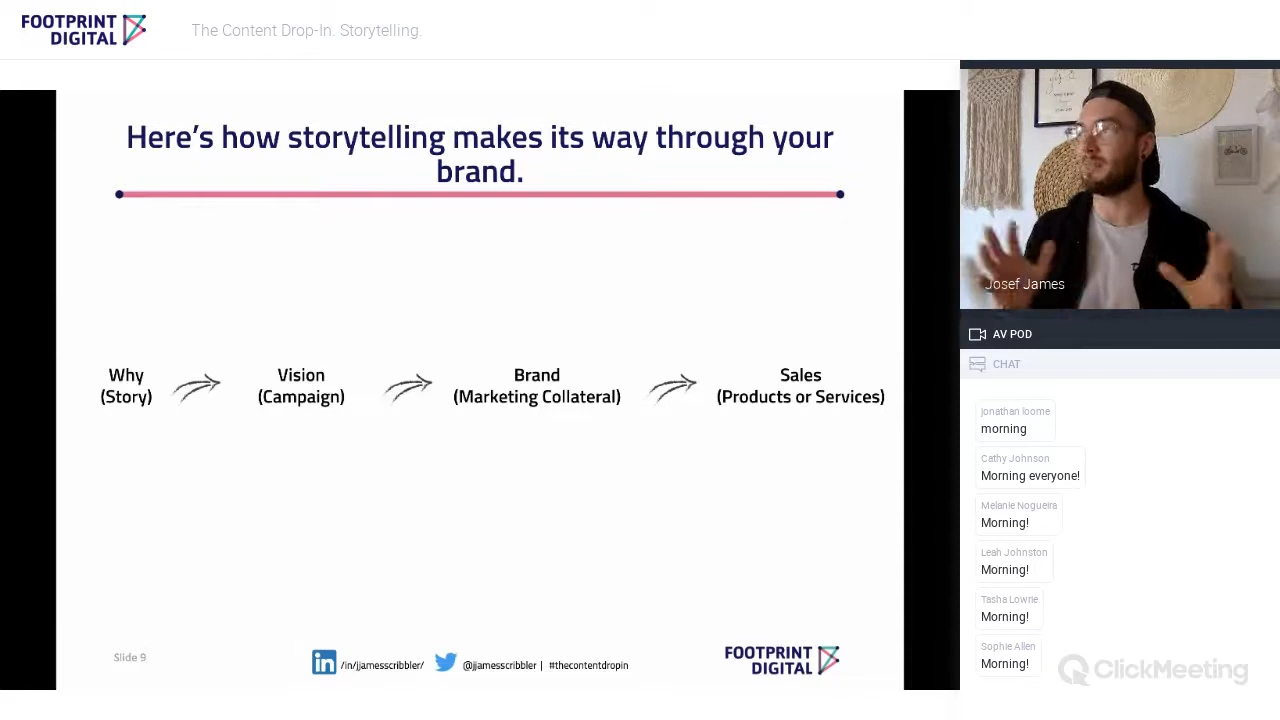 FOOTPRINT
DIGITAL
The Content Drop-In. Storytelling.
Here's how storytelling makes its way through your
brand.
Why
(Story)
Vision
(Campaign)
Brand
(Marketing Collateral)
Sales
(Products or Services)
Slide 9
/in/jjamesscribbler/
@jjamesscribbler | #thecontentdropin
FOOTPRINT
DIGITAL
Josef James
AV POD
CHAT
jonathan loome
morning
Cathy Johnson
Morning everyone!
Melanie Nogueira
Morning!
Leah Johnston
Morning!
Tasha Lowrie
Morning!
Sophie Allen
Morning!
ClickMeeting